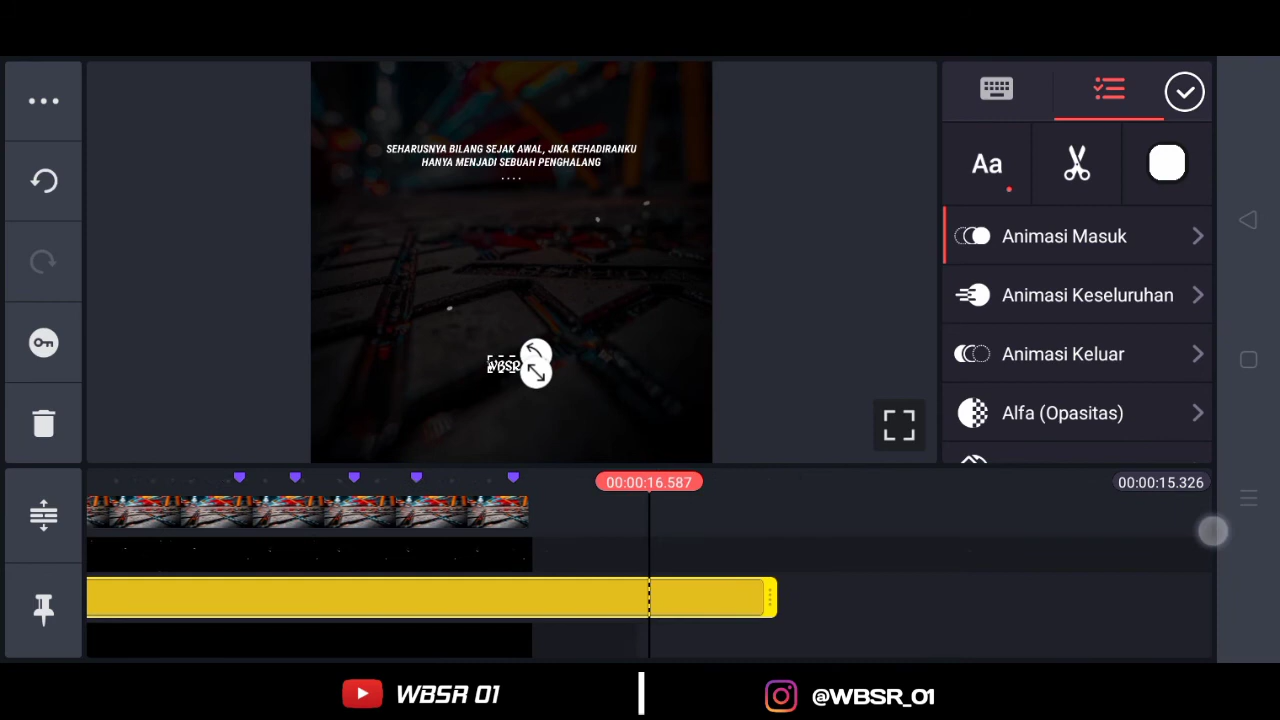 SEHARUSNYA BILANG SEJAK AWAL, JIKA KEHADIRANKU
HANYA MENJADI SEBUAH PENGHALANG
. . . .
WBSR
Aa
Animasi Masuk
Animasi Keseluruhan
Animasi Keluar
Alfa (Opasitas)
00:00:16.587
00:00:15.326
WBSR 01
@WBSR_01